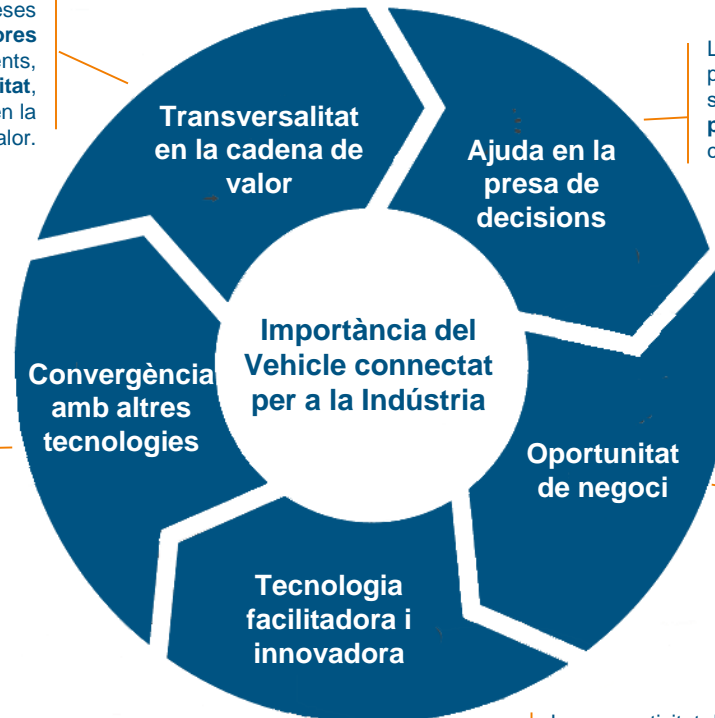 ores
ents,
itat,
en la
alor.
Transversalitat
en la cadena de
valor
Ajuda en la
presa de
decisions
Importància del
Vehicle connectat
per a la Indústria
Convergència
amb altres
tecnologies
Oportunitat
de negoci
Tecnologia
facilitadora i
innovadora